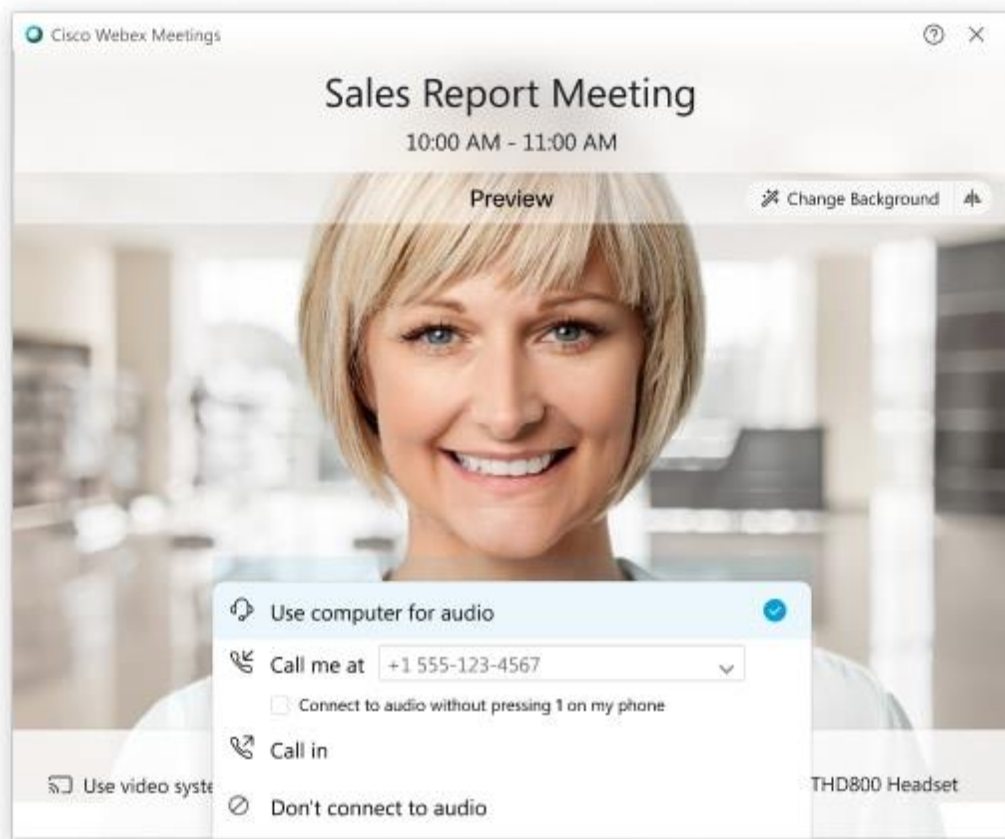 Cisco Webex Meetings
Sales Report Meeting
10:00 AM - 11:00 AM
Preview
Change Background
Use computer for audio
Call me at +1 555-123-4567
Connect to audio without pressing 1 on my phone
Call in
Use video syste
THD800 Headset
Don't connect to audio